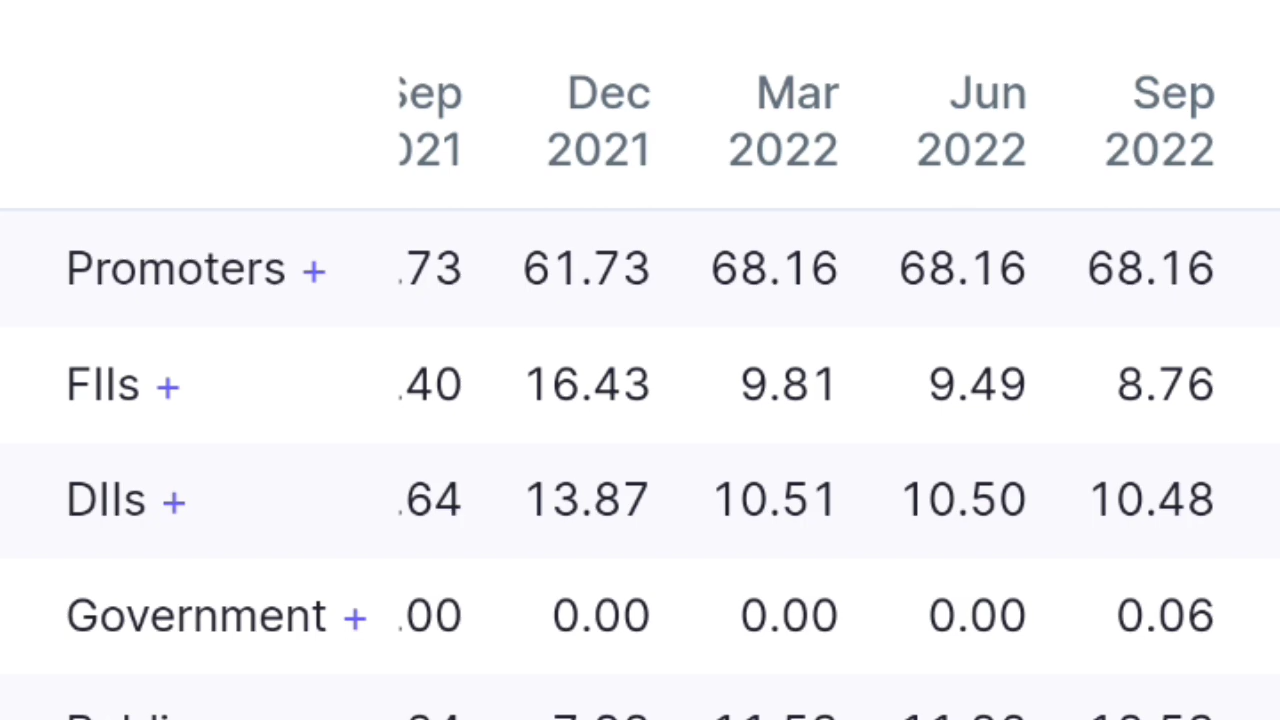 Sep Dec Mar Jun Sep
021 2021 2022 2022 2022
Promoters + .73 61.73 68.16 68.16 68.16
FIIs + .40 16.43 9.81 9.49 8.76
DIIs + .64 13.87 10.51 10.50 10.48
Government + .00 0.00 0.00 0.00 0.06